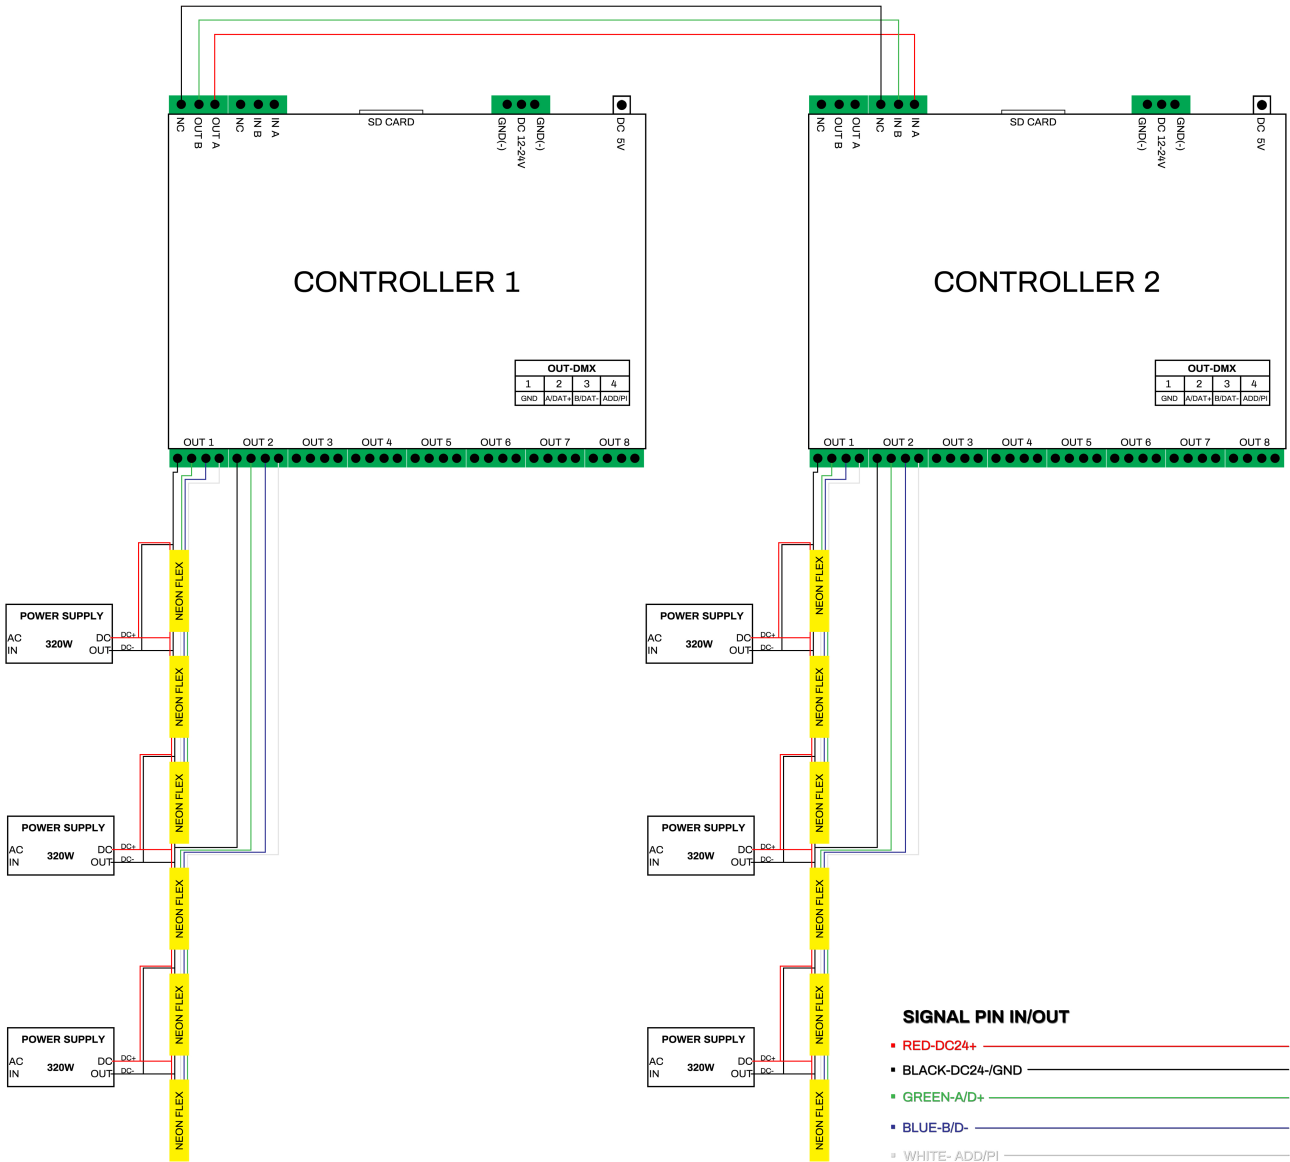 NC OUT B OUT A NC IN B IN A SD CARD GND(-) DC 12-24V GND(-) DC 5V
NC OUT B OUT A NC IN B IN A SD CARD GND(-) DC 12-24V GND(-) DC 5V
CONTROLLER 1
CONTROLLER 2
OUT-DMX
1 2 3 4
GND A/DAT+ B/DAT- ADD/PI
OUT-DMX
1 2 3 4
GND A/DAT+ B/DAT- ADD/PI
OUT 1 OUT 2 OUT 3 OUT 4 OUT 5 OUT 6 OUT 7 OUT 8
OUT 1 OUT 2 OUT 3 OUT 4 OUT 5 OUT 6 OUT 7 OUT 8
NEON FLEX
NEON FLEX
POWER SUPPLY
AC 320W DC DC+
IN OUT DC-
POWER SUPPLY
AC 320W DC DC+
IN OUT DC-
NEON FLEX
NEON FLEX
NEON FLEX
NEON FLEX
POWER SUPPLY
AC 320W DC DC+
IN OUT DC-
POWER SUPPLY
AC 320W DC DC+
IN OUT DC-
NEON FLEX
NEON FLEX
NEON FLEX
NEON FLEX
POWER SUPPLY
AC 320W DC DC+
IN OUT DC-
POWER SUPPLY
AC 320W DC DC+
IN OUT DC-
NEON FLEX
NEON FLEX
SIGNAL PIN IN/OUT
RED-DC24+
BLACK-DC24-/GND
GREEN-A/D+
BLUE-B/D-
WHITE- ADD/PI